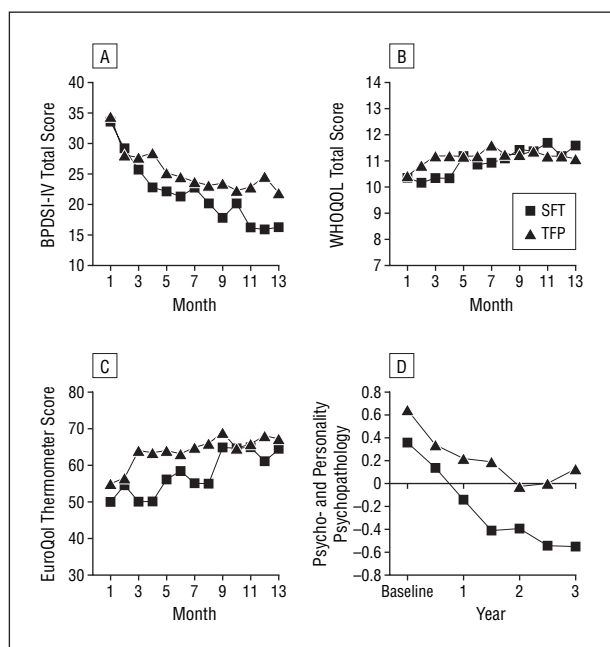 A
BPDSI-IV Total Score
40
35
30
25
20
15
10
1 3 5 7 9 11 13
Month
B
WHOQOL Total Score
14
13
12
11
10
9
8
7
1 3 5 7 9 11 13
Month
SFT
TFP
C
EuroQol Thermometer Score
80
70
60
50
40
30
1 3 5 7 9 11 13
Month
D
Psycho- and Personality
Psychopathology
0.8
0.6
0.4
0.2
0
–0.2
–0.4
–0.6
–0.8
Baseline 1 2 3
Year